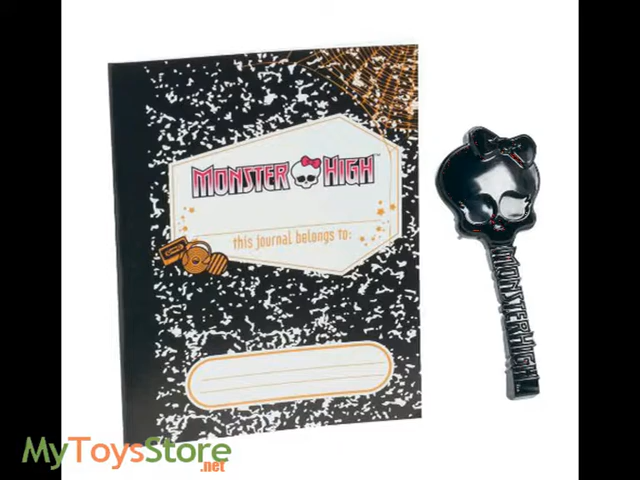 MONSTER HIGH
this journal belongs to:
MONSTER HIGH
MyToysStore
.net